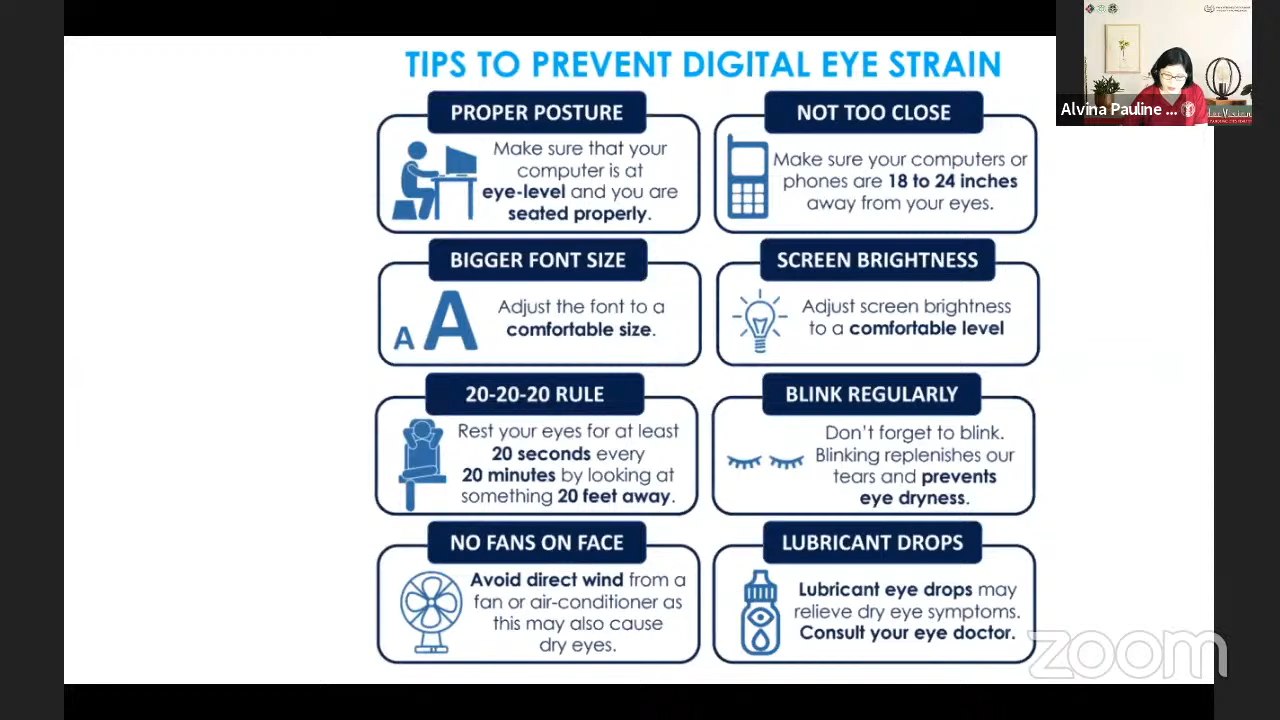 TIPS TO PREVENT DIGITAL EYE STRAIN
PROPER POSTURE
Make sure that your
computer is at
eye-level and you are
seated properly.
NOT TOO CLOSE
Make sure your computers or
phones are 18 to 24 inches
away from your eyes.
BIGGER FONT SIZE
A A
Adjust the font to a
comfortable size.
SCREEN BRIGHTNESS
Adjust screen brightness
to a comfortable level
20-20-20 RULE
Rest your eyes for at least
20 seconds every
20 minutes by looking at
something 20 feet away.
BLINK REGULARLY
Don't forget to blink.
Blinking replenishes our
tears and prevents
eye dryness.
NO FANS ON FACE
Avoid direct wind from a
fan or air-conditioner as
this may also cause
dry eyes.
LUBRICANT DROPS
Lubricant eye drops may
relieve dry eye symptoms.
Consult your eye doctor.
Alvina Pauline ...
zoom